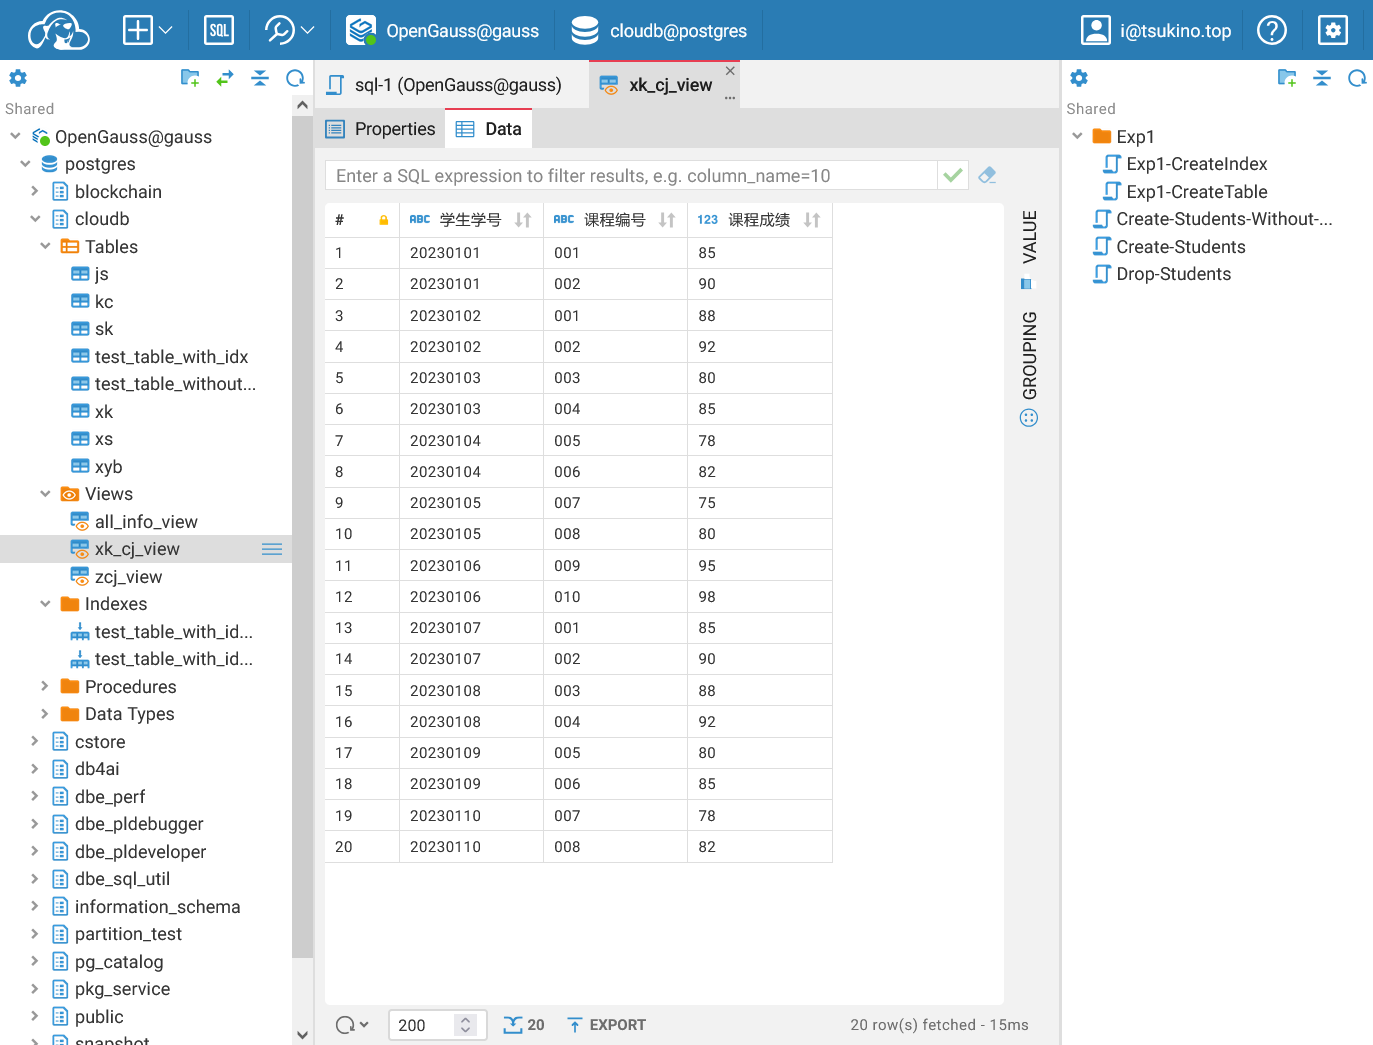 SQL
OpenGauss@gauss
cloudb@postgres
i@tsukino.top
Shared
OpenGauss@gauss
postgres
blockchain
cloudb
Tables
js
kc
sk
test_table_with_idx
test_table_without...
xk
xs
xyb
Views
all_info_view
xk_cj_view
zcj_view
Indexes
test_table_with_id...
test_table_with_id...
Procedures
Data Types
cstore
db4ai
dbe_perf
dbe_pldebugger
dbe_pldeveloper
dbe_sql_util
information_schema
partition_test
pg_catalog
pkg_service
public
snapshot
sql-1 (OpenGauss@gauss)
xk_cj_view
Properties
Data
Enter a SQL expression to filter results, e.g. column_name=10
# ABC 学生学号 ABC 课程编号 123 课程成绩
1 20230101 001 85
2 20230101 002 90
3 20230102 001 88
4 20230102 002 92
5 20230103 003 80
6 20230103 004 85
7 20230104 005 78
8 20230104 006 82
9 20230105 007 75
10 20230105 008 80
11 20230106 009 95
12 20230106 010 98
13 20230107 001 85
14 20230107 002 90
15 20230108 003 88
16 20230108 004 92
17 20230109 005 80
18 20230109 006 85
19 20230110 007 78
20 20230110 008 82
VALUE
GROUPING
200
20
EXPORT
20 row(s) fetched - 15ms
Shared
Exp1
Exp1-CreateIndex
Exp1-CreateTable
Create-Students-Without-...
Create-Students
Drop-Students